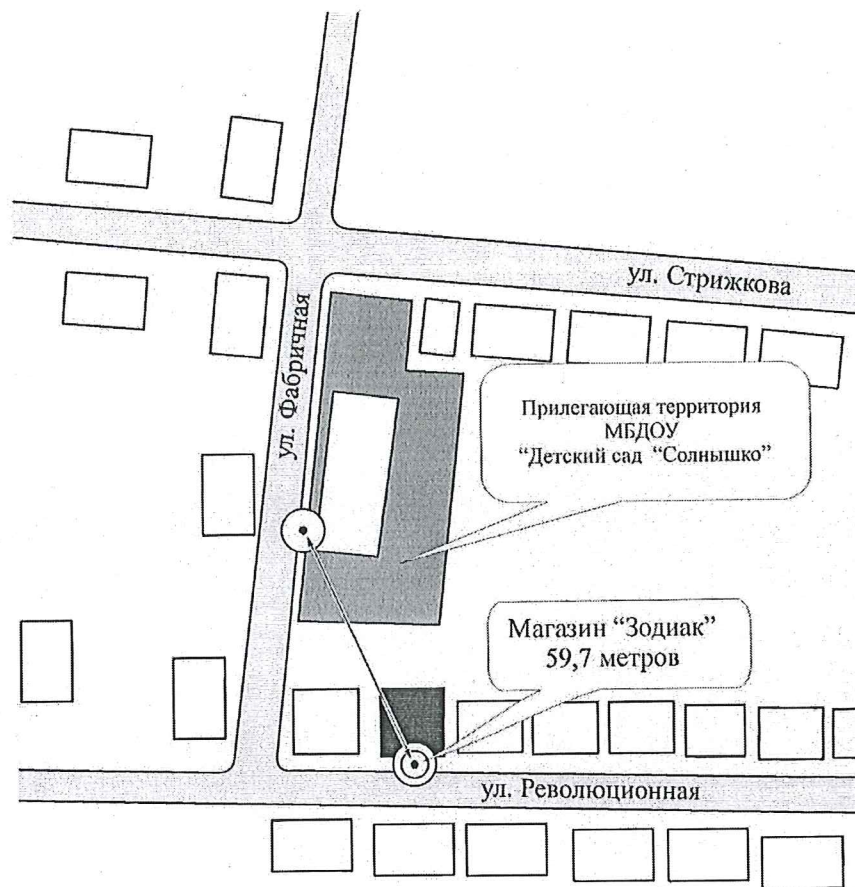 ул. Стрижкова
ул. Фабричная
Прилегающая территория
МБДОУ
“Детский сад “Солнышко”
Магазин “Зодиак”
59,7 метров
ул. Революционная